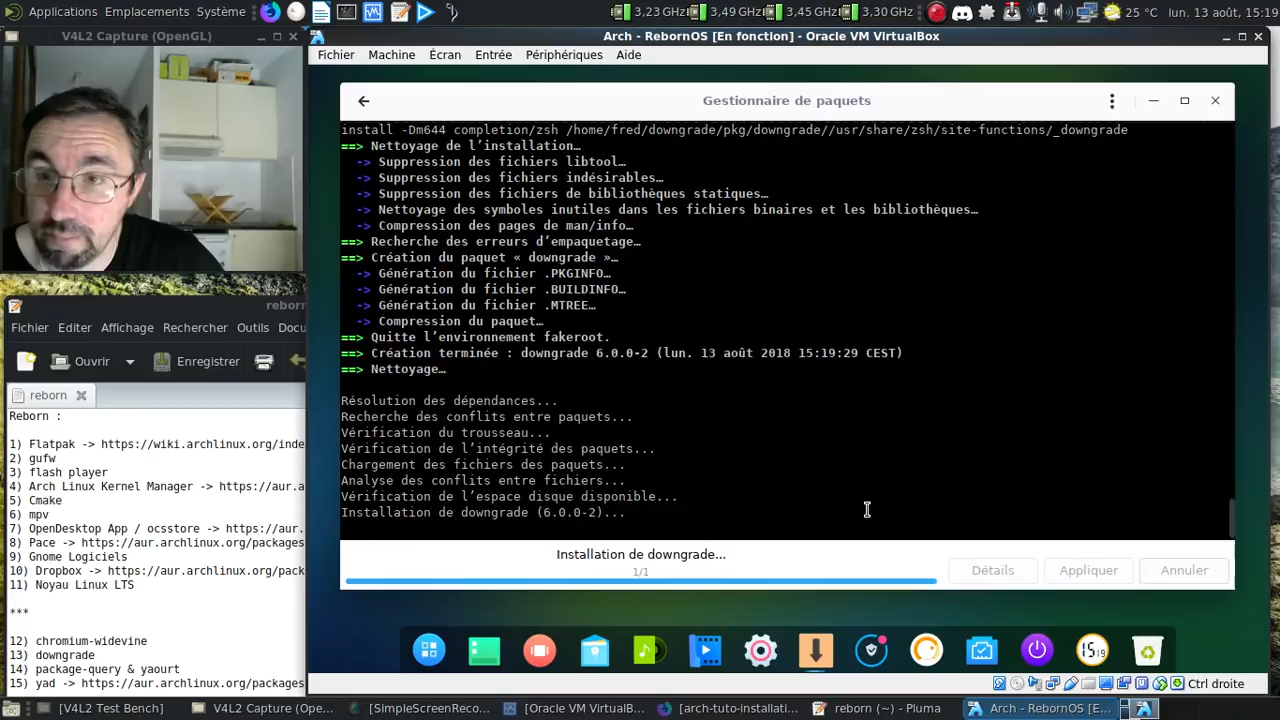 Applications Emplacements Système
3,23 GHz 3,49 GHz 3,45 GHz 3,30 GHz 25 °C lun. 13 août, 15:19
V4L2 Capture (OpenGL)
Arch - RebornOS [En fonction] - Oracle VM VirtualBox
Fichier Machine Écran Entrée Périphériques Aide
Gestionnaire de paquets
install -Dm644 completion/zsh /home/fred/downgrade/pkg/downgrade//usr/share/zsh/site-functions/_downgrade
==> Nettoyage de l’installation…
-> Suppression des fichiers libtool…
-> Suppression des fichiers indésirables…
-> Suppression des fichiers de bibliothèques statiques…
-> Nettoyage des symboles inutiles dans les fichiers binaires et les bibliothèques…
-> Compression des pages de man/info…
==> Recherche des erreurs d’empaquetage…
==> Création du paquet « downgrade »…
-> Génération du fichier .PKGINFO…
-> Génération du fichier .BUILDINFO…
-> Génération du fichier .MTREE…
-> Compression du paquet…
==> Quitte l’environnement fakeroot.
==> Création terminée : downgrade 6.0.0-2 (lun. 13 août 2018 15:19:29 CEST)
==> Nettoyage…
Résolution des dépendances...
Recherche des conflits entre paquets...
Vérification du trousseau...
Vérification de l’intégrité des paquets...
Chargement des fichiers des paquets...
Analyse des conflits entre fichiers...
Vérification de l’espace disque disponible...
Installation de downgrade (6.0.0-2)...
Installation de downgrade...
1/1
Détails Appliquer Annuler
15 19
Ctrl droite
rebor
Fichier Editer Affichage Rechercher Outils Docu
Ouvrir Enregistrer
reborn
Reborn :
1) Flatpak -> https://wiki.archlinux.org/inde
2) gufw
3) flash player
4) Arch Linux Kernel Manager -> https://aur.a
5) Cmake
6) mpv
7) OpenDesktop App / ocsstore -> https://aur.
8) Pace -> https://aur.archlinux.org/packages
9) Gnome Logiciels
10) Dropbox -> https://aur.archlinux.org/pack
11) Noyau Linux LTS
***
12) chromium-widevine
13) downgrade
14) package-query & yaourt
15) yad -> https://aur.archlinux.org/packages
[V4L2 Test Bench] V4L2 Capture (Ope... [SimpleScreenReco... [Oracle VM VirtualB... [arch-tuto-installati... reborn (~) - Pluma Arch - RebornOS [E...